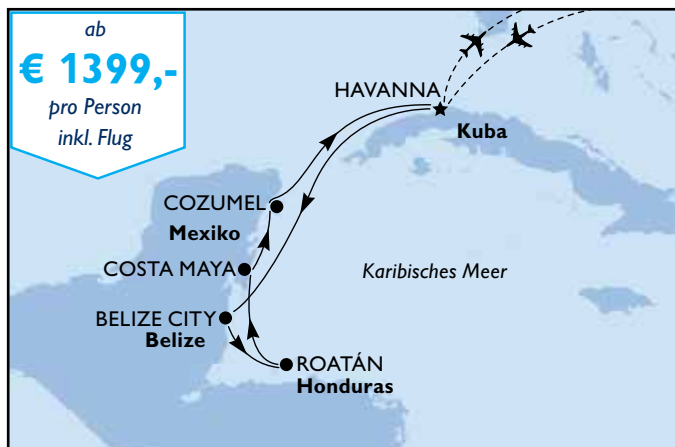 ab
€ 1399,-
pro Person
inkl. Flug
HAVANNA
Kuba
COZUMEL
Mexiko
COSTA MAYA
Karibisches Meer
BELIZE CITY
Belize
ROATÁN
Honduras